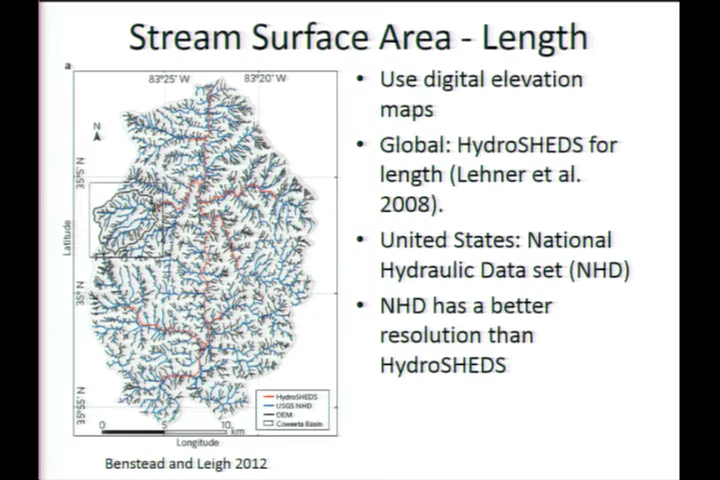 Stream Surface Area - Length
a
83°25' W
83°20' W
N
35°5' N
35° N
35°55' N
Latitude
HydroSHEDS
USGS NHD
DEM
Coweeta Basin
0
5
10
km
Longitude
Benstead and Leigh 2012
• Use digital elevation
maps
• Global: HydroSHEDS for
length (Lehner et al.
2008).
• United States: National
Hydraulic Data set (NHD)
• NHD has a better
resolution than
HydroSHEDS